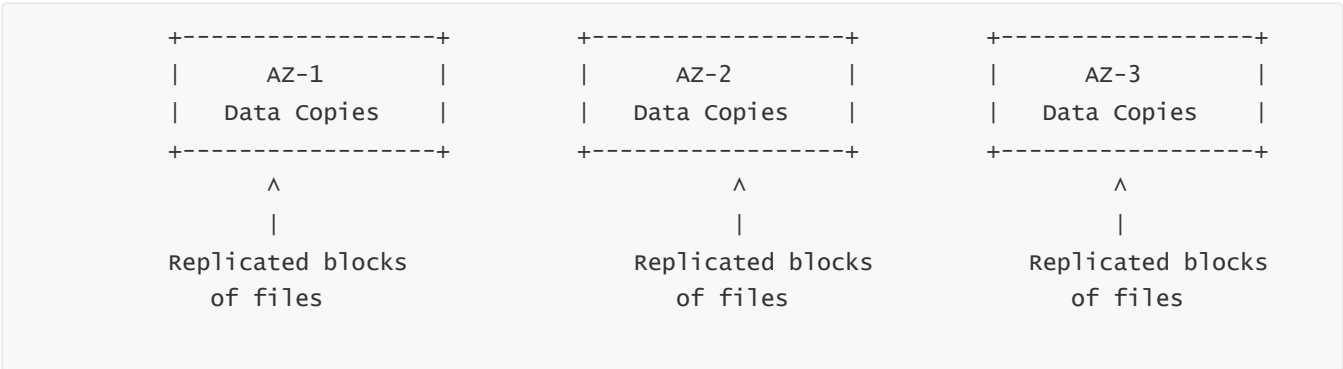 +------------------+ +------------------+ +------------------+
| AZ-1 | | AZ-2 | | AZ-3 |
| Data Copies | | Data Copies | | Data Copies |
+------------------+ +------------------+ +------------------+
^ ^ ^
| | |
Replicated blocks Replicated blocks Replicated blocks
of files of files of files